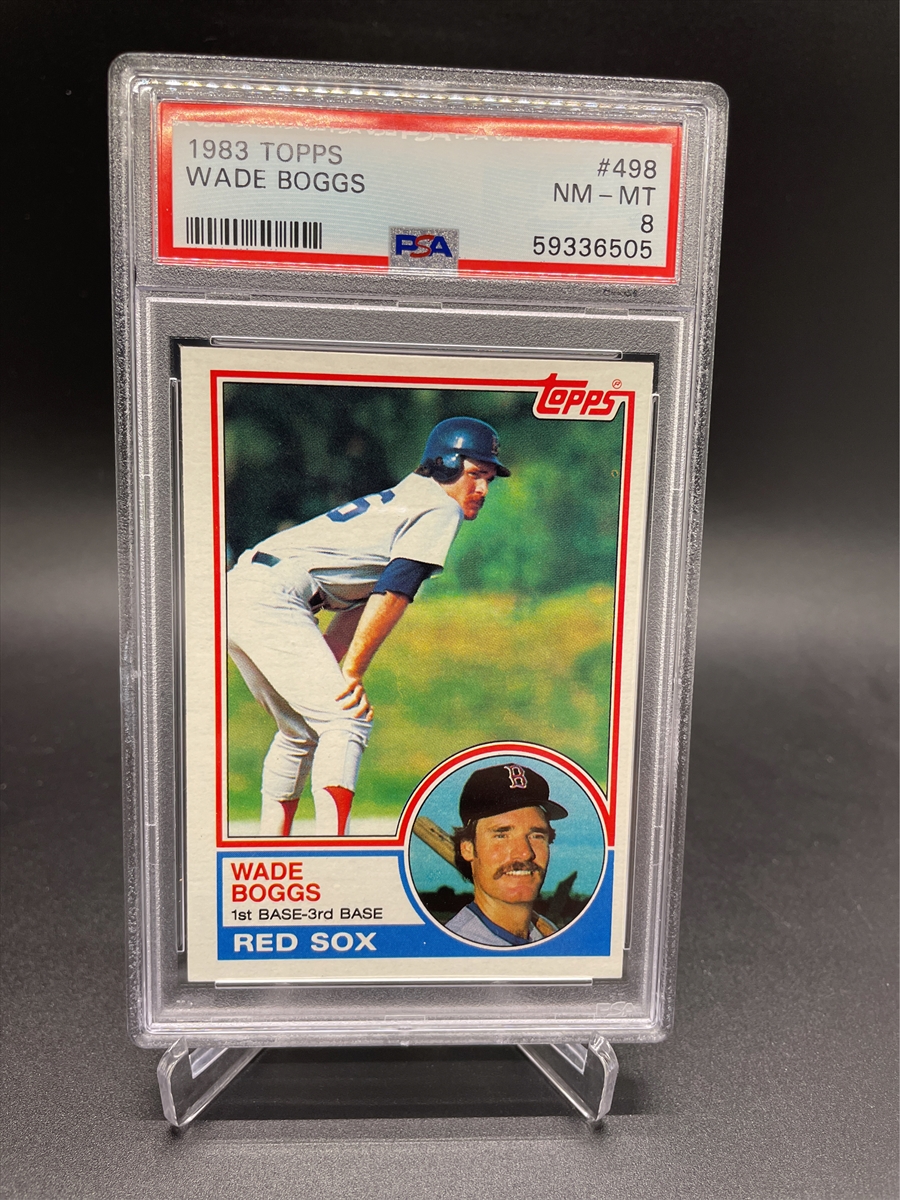 1983 TOPPS
WADE BOGGS
#498
NM - MT
8
59336505
PSA
TOPPS®
6
B
WADE
BOGGS
1st BASE-3rd BASE
RED SOX